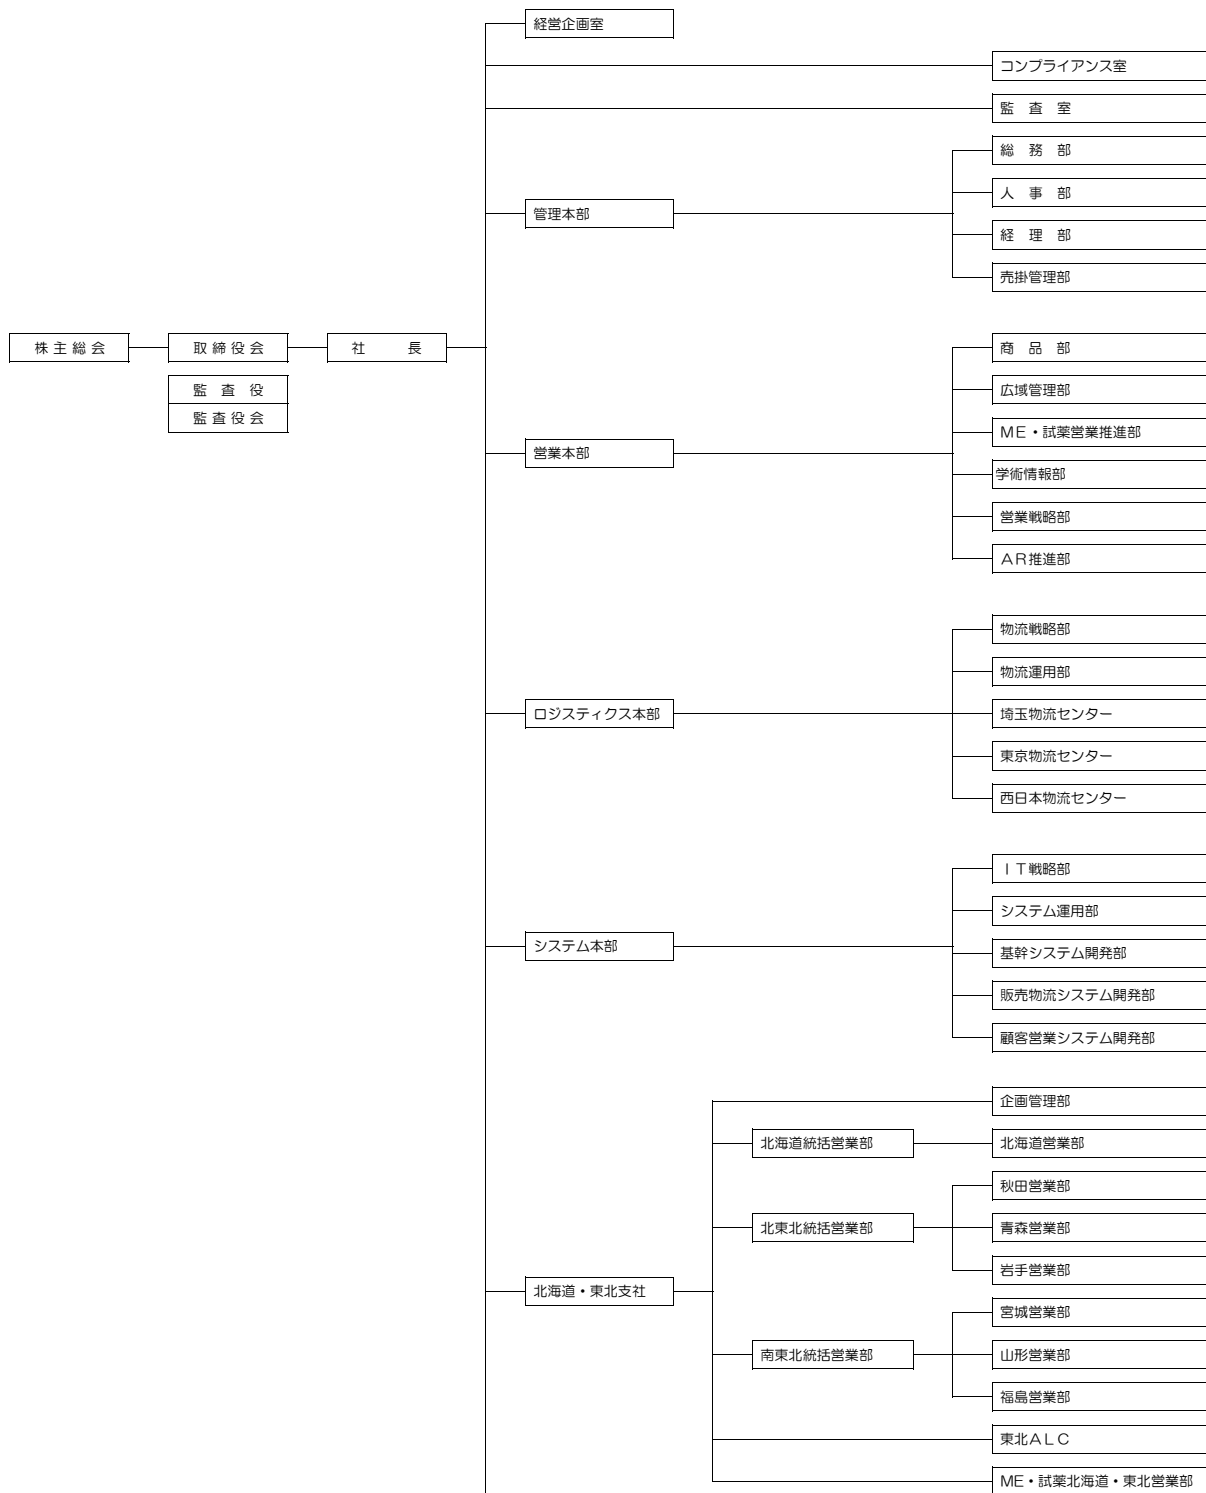 経営企画室
コンプライアンス室
監 査 室
総 務 部
人 事 部
管理本部
経 理 部
売掛管理部
株 主 総 会
取 締 役 会
社 長
監 査 役
監 査 役 会
商 品 部
広域管理部
ＭＥ・試薬営業推進部
営業本部
学術情報部
営業戦略部
ＡＲ推進部
物流戦略部
物流運用部
ロジスティクス本部
埼玉物流センター
東京物流センター
西日本物流センター
ＩＴ戦略部
システム運用部
システム本部
基幹システム開発部
販売物流システム開発部
顧客営業システム開発部
企画管理部
北海道統括営業部
北海道営業部
秋田営業部
北東北統括営業部
青森営業部
岩手営業部
北海道・東北支社
宮城営業部
南東北統括営業部
山形営業部
福島営業部
東北ＡＬＣ
ME・試薬北海道・東北営業部